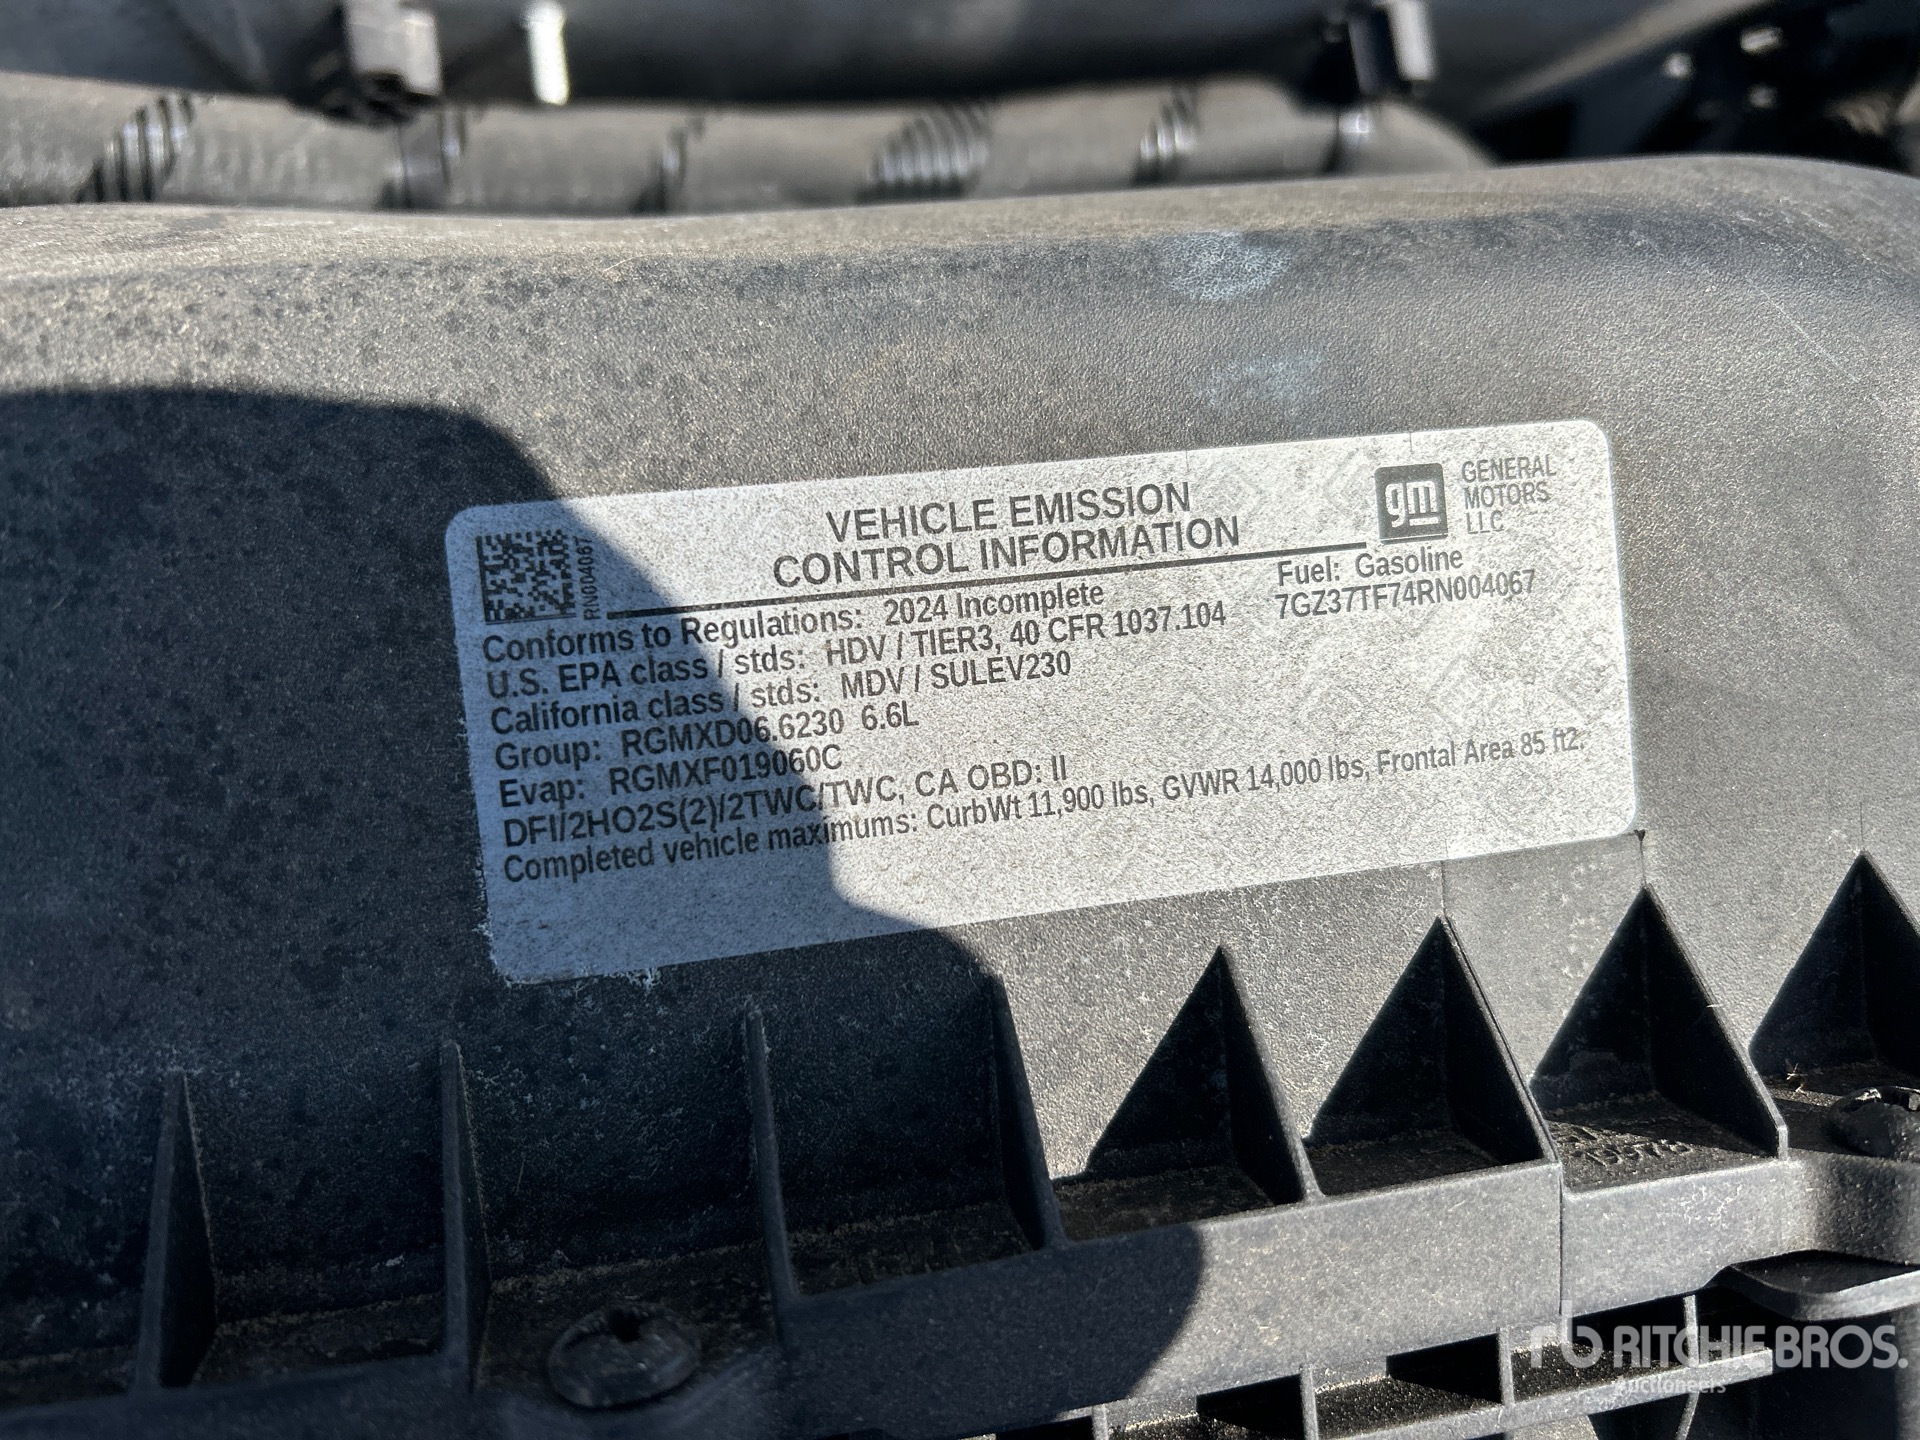 VEHICLE EMISSION
CONTROL INFORMATION
gm
GENERAL
MOTORS
LLC
RN004067
Conforms to Regulations: 2024 Incomplete
Fuel: Gasoline
U.S. EPA class / stds: HDV / TIER3, 40 CFR 1037.104
7GZ37TF74RN004067
California class / stds: MDV / SULEV230
Group: RGMXD06.6230 6.6L
Evap: RGMXF019060C
DFI/2HO2S(2)/2TWC/TWC, CA OBD: II
Completed vehicle maximums: CurbWt 11,900 lbs, GVWR 14,000 lbs, Frontal Area 85 ft2.
rb RITCHIE BROS.
Auctioneers